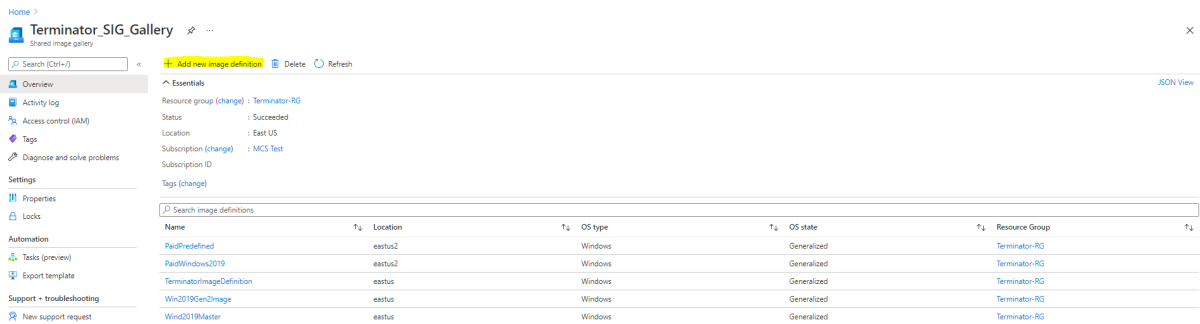 Home >
Terminator_SIG_Gallery ...
Shared image gallery
Search (Ctrl+/) «
Overview
Activity log
Access control (IAM)
Tags
Diagnose and solve problems
Settings
Properties
Locks
Automation
Tasks (preview)
Export template
Support + troubleshooting
New support request
+ Add new image definition Delete Refresh
Essentials JSON View
Resource group (change) : Terminator-RG
Status : Succeeded
Location : East US
Subscription (change) : MCS Test
Subscription ID
Tags (change)
Search image definitions
Name ↑↓ Location ↑↓ OS type ↑↓ OS state ↑↓ Resource Group ↑↓
PaidPredefined eastus2 Windows Generalized Terminator-RG
PaidWindows2019 eastus2 Windows Generalized Terminator-RG
TerminatorImageDefinition eastus Windows Generalized Terminator-RG
Win2019Gen2Image eastus Windows Generalized Terminator-RG
Wind2019Master eastus Windows Generalized Terminator-RG